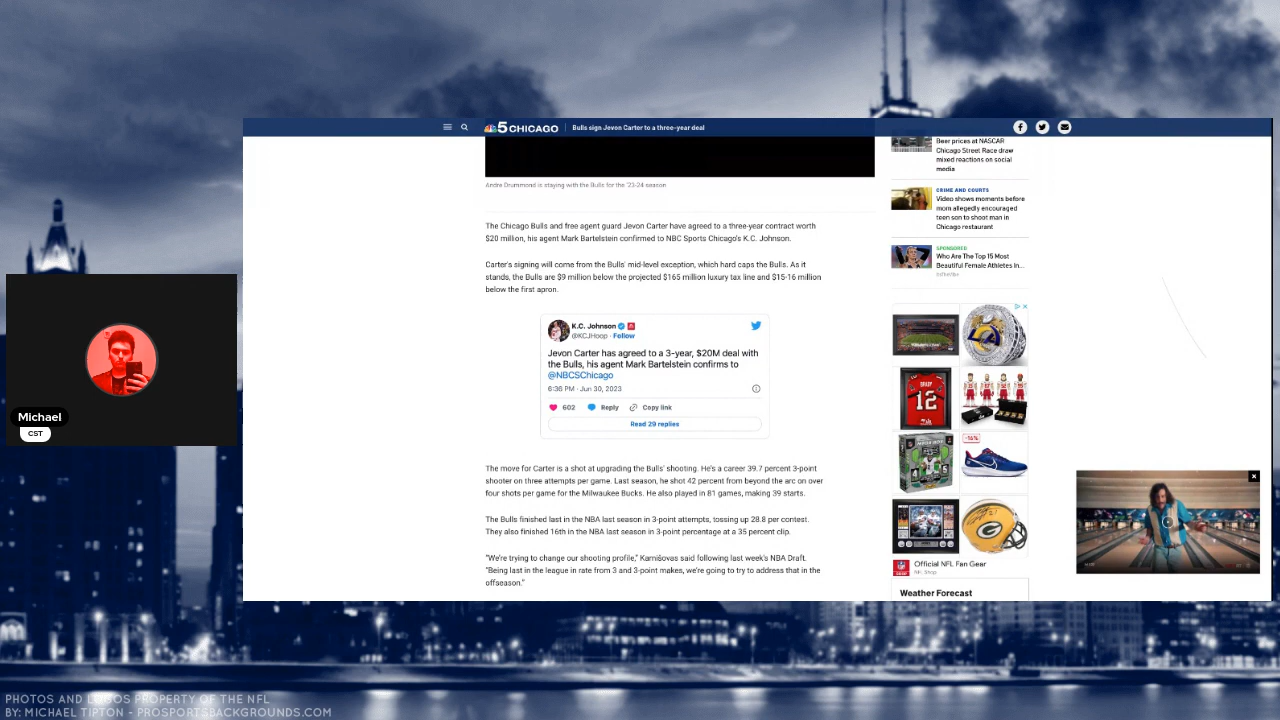 5 CHICAGO
Bulls sign Jevon Carter to a three-year deal
Andre Drummond is staying with the Bulls for the '23-24 season
The Chicago Bulls and free agent guard Jevon Carter have agreed to a three-year contract worth
$20 million, his agent Mark Bartelstein confirmed to NBC Sports Chicago's K.C. Johnson.
Carter's signing will come from the Bulls' mid-level exception, which hard caps the Bulls. As it
stands, the Bulls are $9 million below the projected $165 million luxury tax line and $15-16 million
below the first apron.
K.C. Johnson
@KCJHoop · Follow
Jevon Carter has agreed to a 3-year, $20M deal with
the Bulls, his agent Mark Bartelstein confirms to
@NBCSChicago
6:36 PM · Jun 30, 2023
602 Reply Copy link
Read 29 replies
The move for Carter is a shot at upgrading the Bulls' shooting. He's a career 39.7 percent 3-point
shooter on three attempts per game. Last season, he shot 42 percent from beyond the arc on over
four shots per game for the Milwaukee Bucks. He also played in 81 games, making 39 starts.
The Bulls finished last in the NBA last season in 3-point attempts, tossing up 28.8 per contest.
They also finished 16th in the NBA last season in 3-point percentage at a 35 percent clip.
"We're trying to change our shooting profile," Karnišovas said following last week's NBA Draft.
"Being last in the league in rate from 3 and 3-point makes, we're going to try to address that in the
offseason."
Beer prices at NASCAR
Chicago Street Race draw
mixed reactions on social
media
CRIME AND COURTS
Video shows moments before
mom allegedly encouraged
teen son to shoot man in
Chicago restaurant
SPONSORED
Who Are The Top 15 Most
Beautiful Female Athletes In...
BRADY
12
-14%
Official NFL Fan Gear
NFL Shop
Weather Forecast
Michael
CST
PHOTOS AND LOGOS PROPERTY OF THE NFL
BY: MICHAEL TIPTON - PROSPORTSBACKGROUNDS.COM